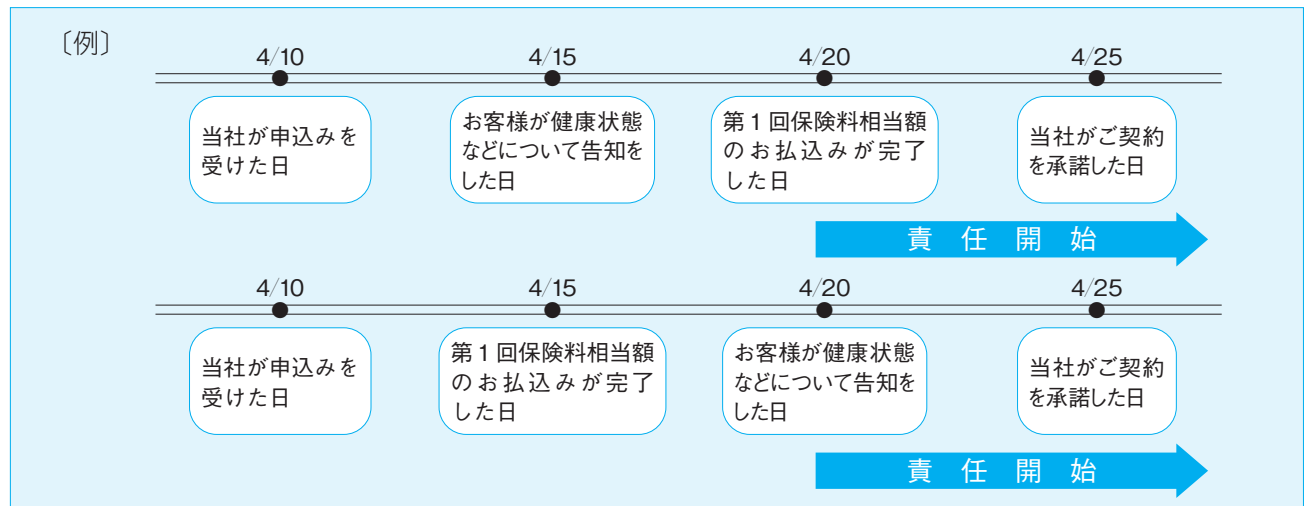 〔例〕
4/10 4/15 4/20 4/25
当社が申込みを
受けた日
お客様が健康状態
などについて告知を
した日
第1回保険料相当額
のお払込みが完了
した日
当社がご契約
を承諾した日
責任開始
4/10 4/15 4/20 4/25
当社が申込みを
受けた日
第1回保険料相当額
のお払込みが完了
した日
お客様が健康状態
などについて告知を
した日
当社がご契約
を承諾した日
責任開始